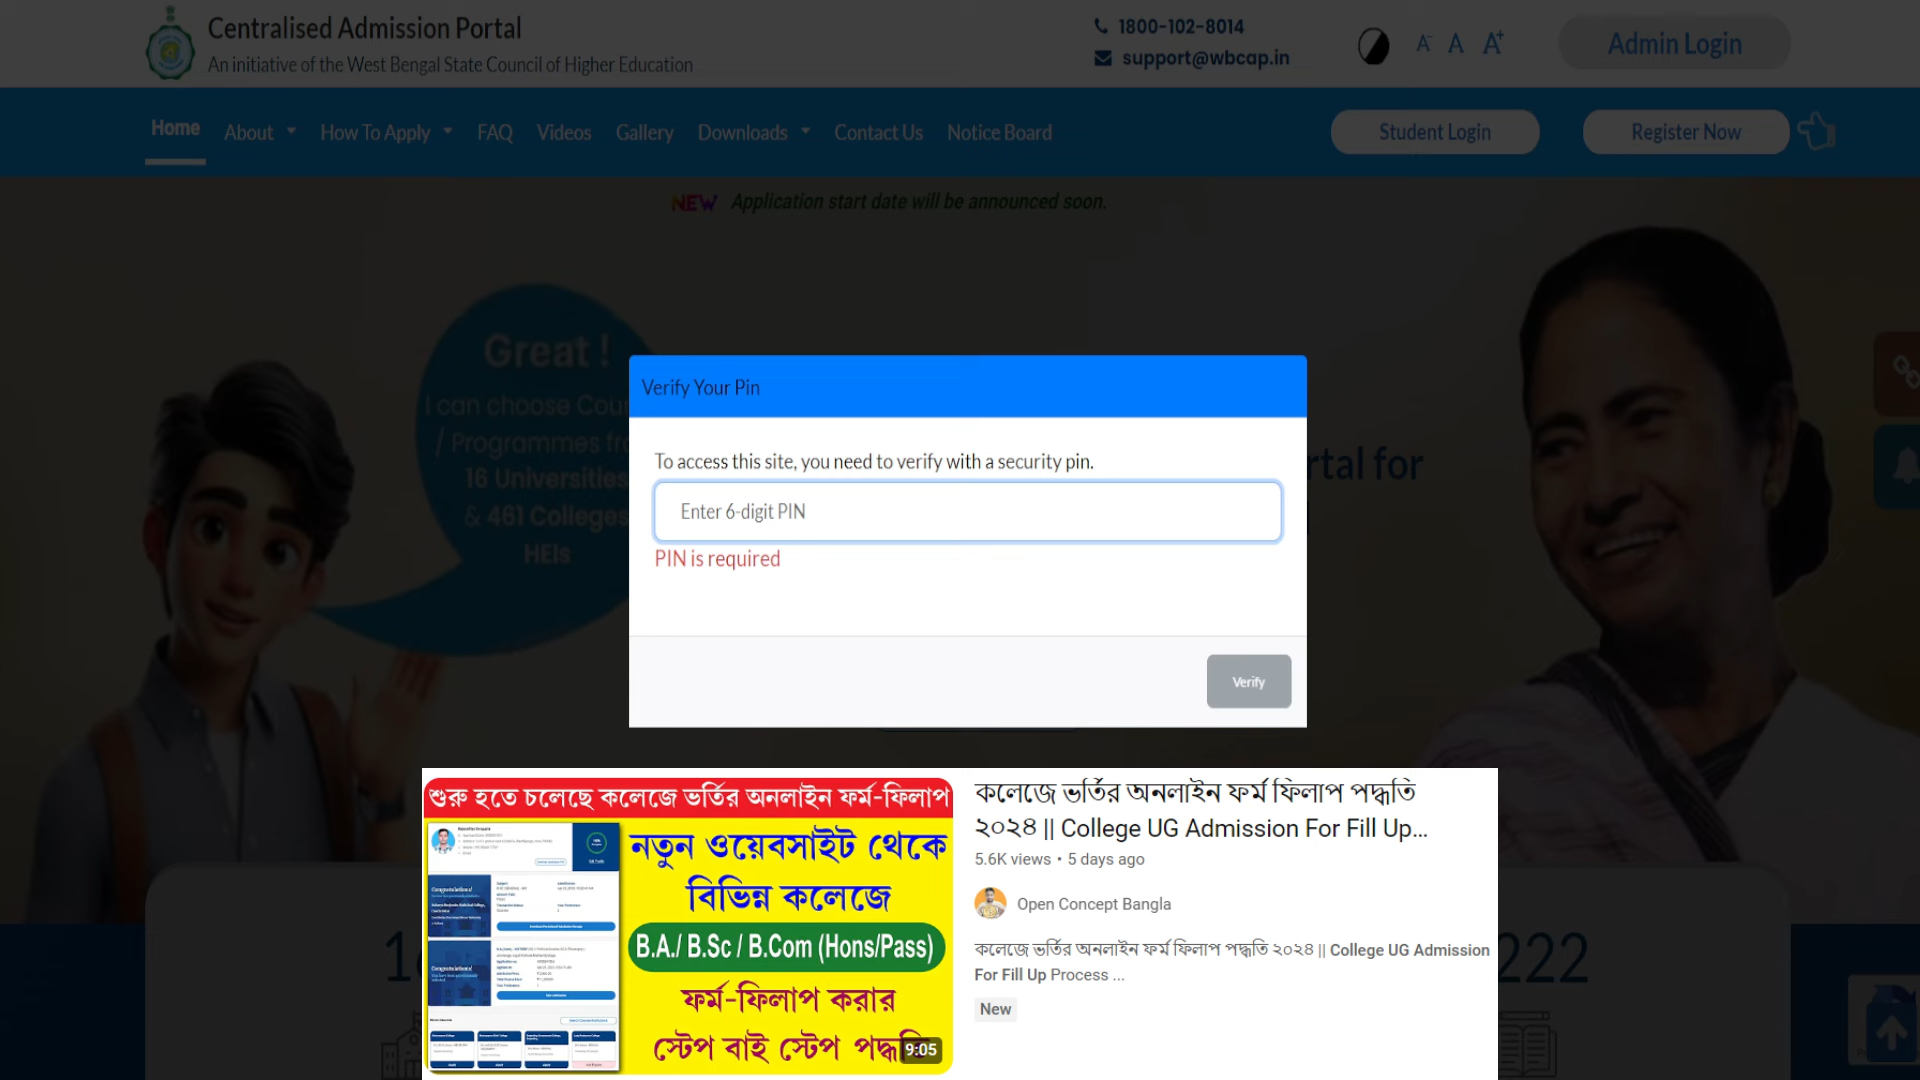 Centralised Admission Portal
An initiative of the West Bengal State Council of Higher Education
1800-102-8014
support@wbcap.in
A- A A+
Admin Login
Home About How To Apply FAQ Videos Gallery Downloads Contact Us Notice Board
Student Login
Register Now
NEW Application start date will be announced soon.
Great !
I can choose
/ Programmes
16 Universities
& 461 Colleges
HEIs
for
Verify Your Pin
To access this site, you need to verify with a security pin.
Enter 6-digit PIN
PIN is required
Verify
222
শুরু হতে চলেছে কলেজে ভর্তির অনলাইন ফর্ম-ফিলাপ
নতুন ওয়েবসাইট থেকে
বিভিন্ন কলেজে
B.A./ B.Sc / B.Com (Hons/Pass)
ফর্ম-ফিলাপ করার
স্টেপ বাই স্টেপ পদ্ধতি
9:05
Congratulations!
Congratulations!
কলেজে ভর্তির অনলাইন ফর্ম ফিলাপ পদ্ধতি
২০২৪ || College UG Admission For Fill Up...
5.6K views • 5 days ago
Open Concept Bangla
কলেজে ভর্তির অনলাইন ফর্ম ফিলাপ পদ্ধতি ২০২৪ || College UG Admission
For Fill Up Process ...
New